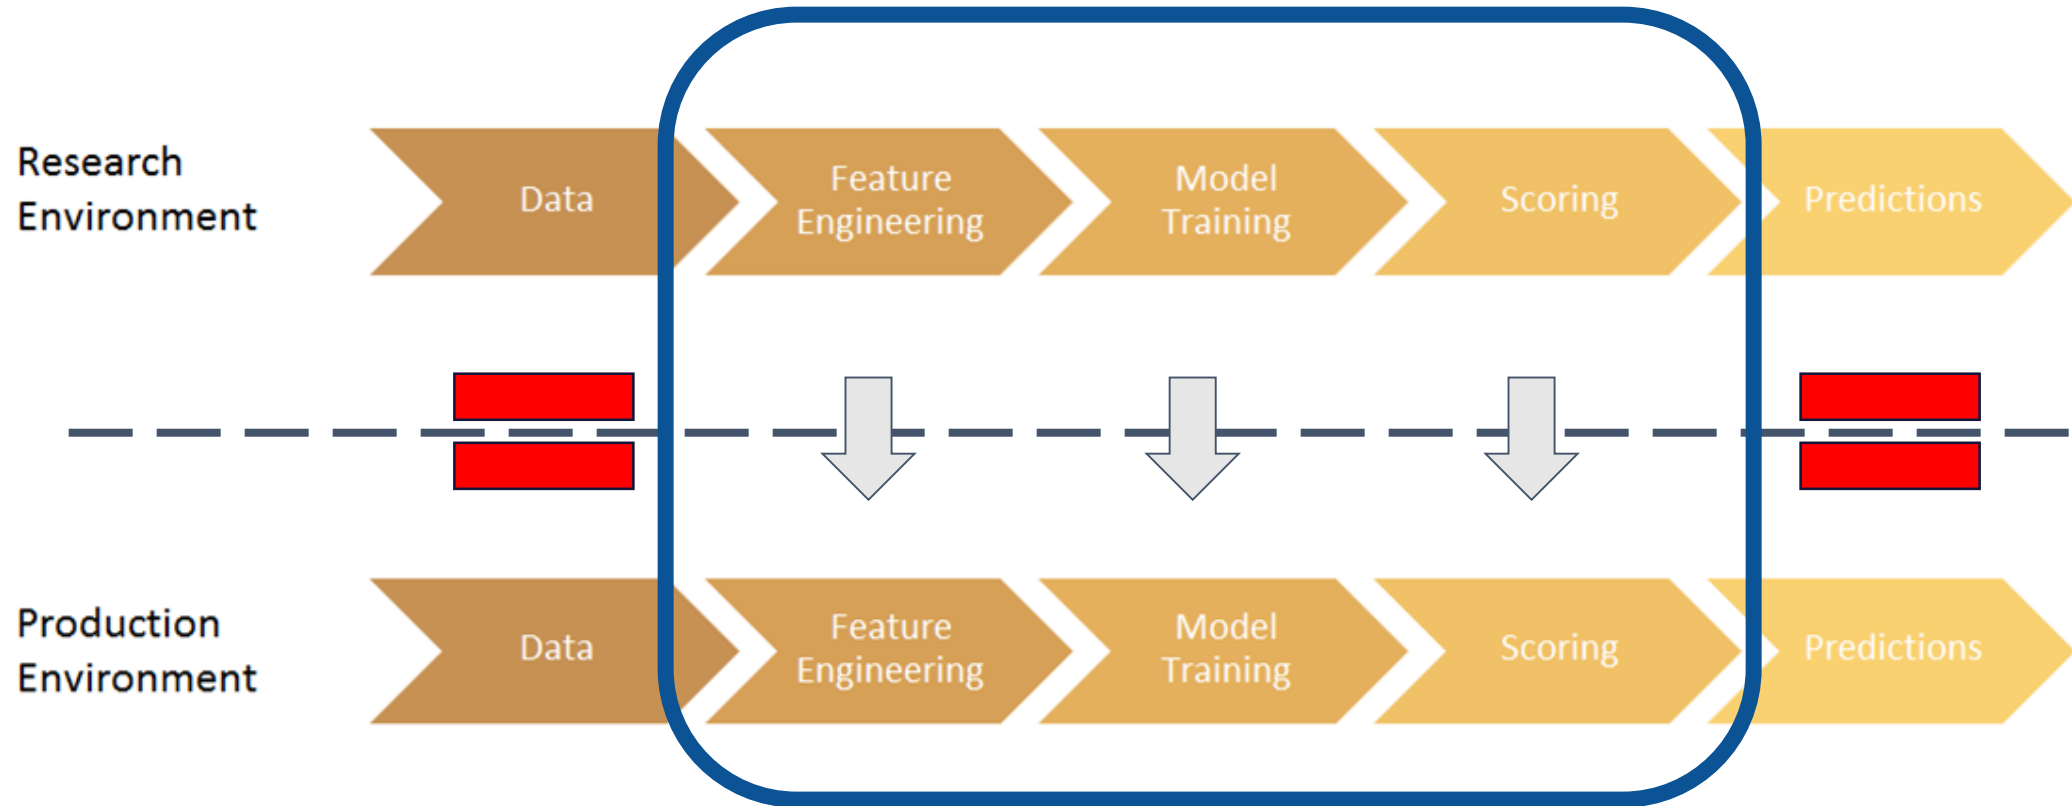 Research
Environment
Data
Feature
Engineering
Model
Training
Scoring
Predictions
Production
Environment
Data
Feature
Engineering
Model
Training
Scoring
Predictions